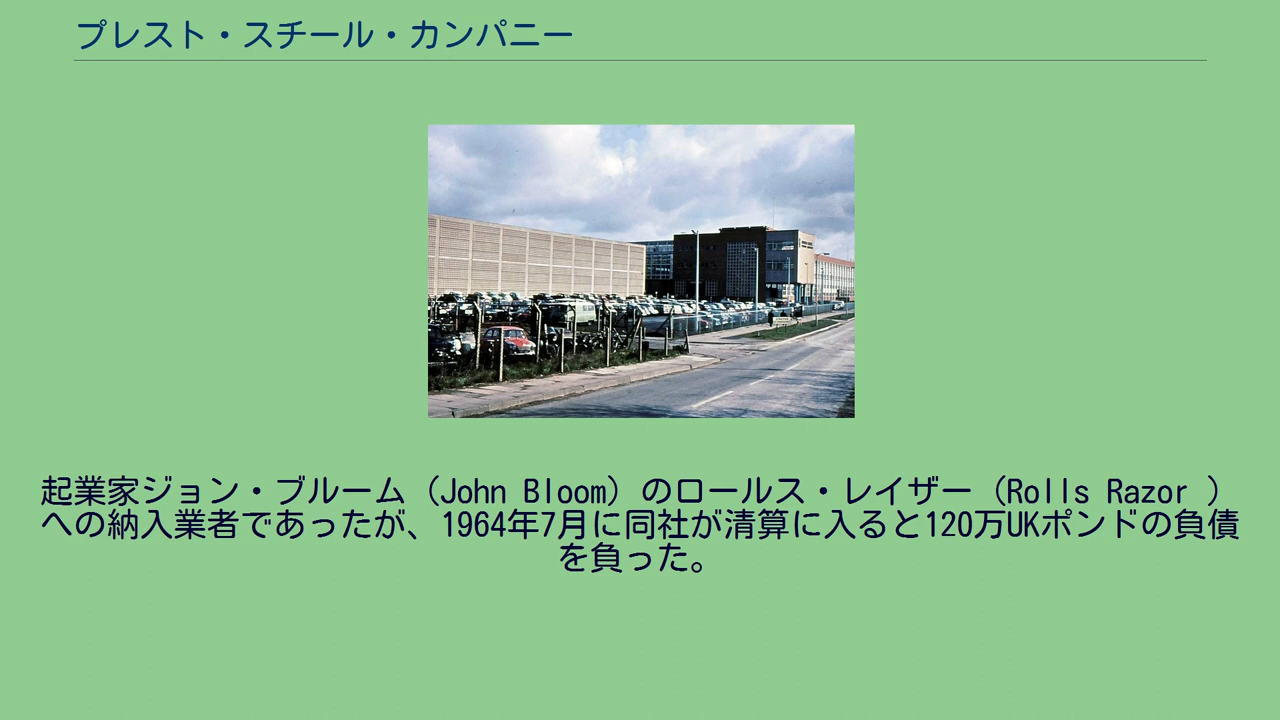 プレスト・スチール・カンパニー
起業家ジョン・ブルーム（John Bloom）のロールス・レイザー（Rolls Razor ）
への納入業者であったが、1964年7月に同社が清算に入ると120万UKポンドの負債
を負った。